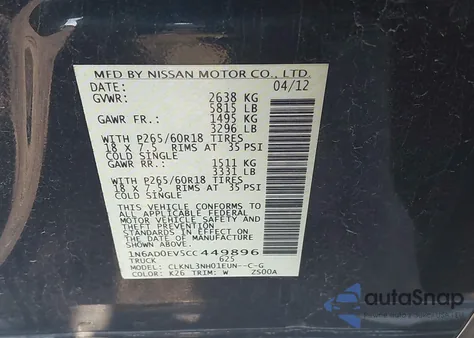 MFD BY NISSAN MOTOR CO., LTD.
DATE: 04/12
GVWR: 2638 KG
5815 LB
GAWR FR.: 1495 KG
3296 LB
WITH P265/60R18 TIRES
18 X 7.5 RIMS AT 35 PSI
COLD SINGLE
GAWR RR.: 1511 KG
3331 LB
WITH P265/60R18 TIRES
18 X 7.5 RIMS AT 35 PSI
COLD SINGLE
THIS VEHICLE CONFORMS TO
ALL APPLICABLE FEDERAL
MOTOR VEHICLE SAFETY AND
THEFT PREVENTION
STANDARDS IN EFFECT ON
THE DATE OF MANUFACTURE
SHOWN ABOVE.
1N6AD0EV5CC449896
TRUCK 625
MODEL: CLKNL3NH01EUN--C-G
COLOR: K26 TRIM: W ZS00A
autoSnap